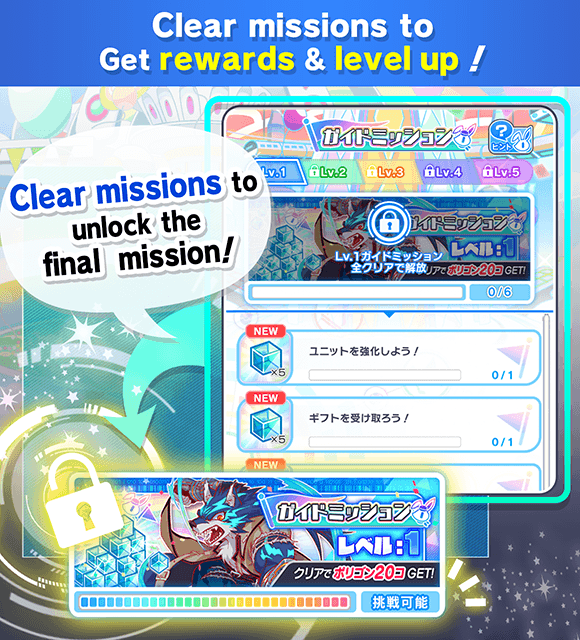 Clear missions to
Get rewards & level up !
ガイドミッション
?
ヒント
Lv.1
Lv.2
Lv.3
Lv.4
Lv.5
Clear missions to
unlock the
final mission!
ガイドミッション
レベル:1
Lv.1ガイドミッション
全クリアで解放
リアでポリゴン20コGET!
0/6
NEW
ユニットを強化しよう!
×5
0/1
NEW
ギフトを受け取ろう!
×5
0/1
NEW
ガイドミッション
レベル:1
クリアでポリゴン20コGET!
挑戦可能